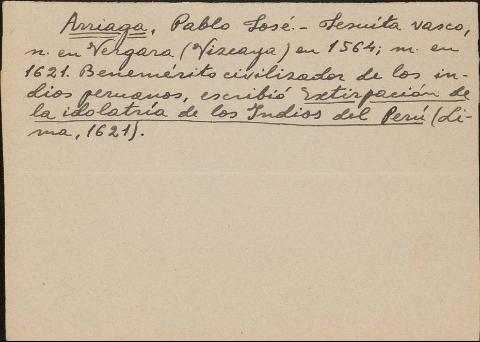 Arriaga, Pablo José.- Jesuita vasco,
n. en Vergara (Vizcaya) en 1564; m. en
1621. Benemérito civilizador de los in-
dios peruanos, escribió Extirpación de
la idolatría de los Indios del Perú (Li-
ma, 1621).